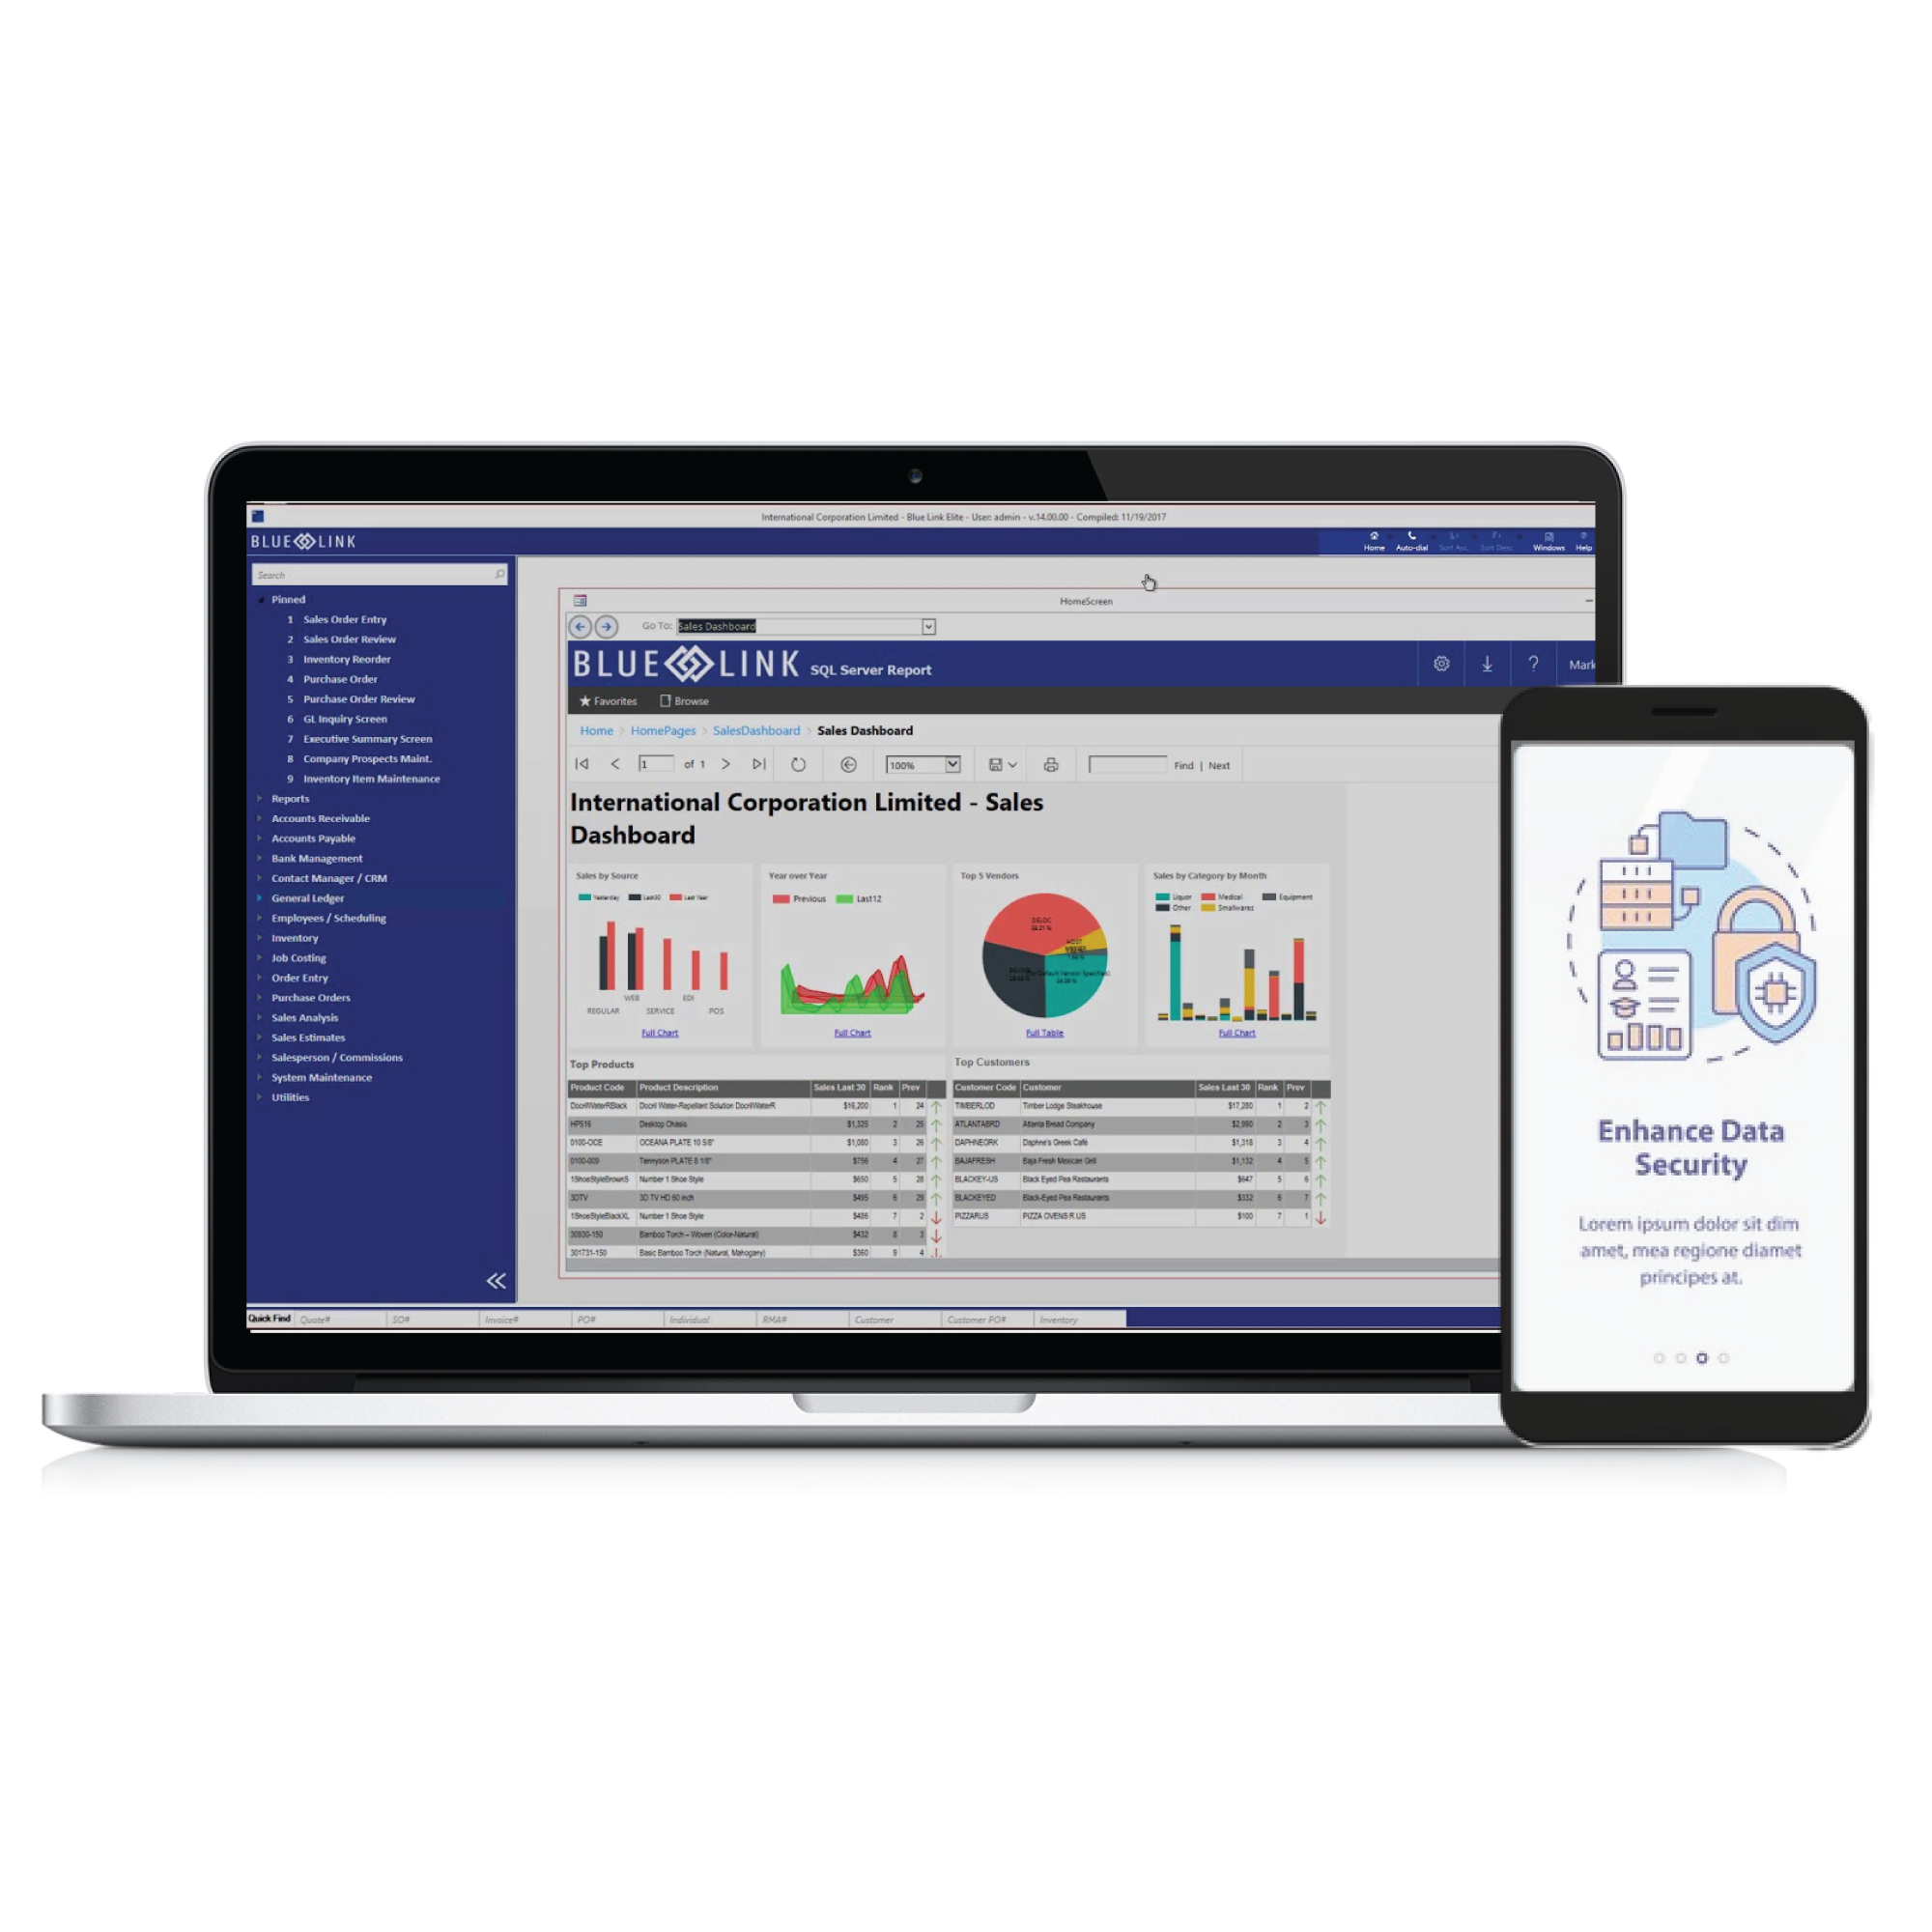 International Corporation Limited - Blue Link Elite - User: admin - v.14.00.00 - Compiled: 11/19/2017
BLUE LINK
Home Auto-dial Sort Asc. Sort Desc. Windows Help
Search
Pinned
1 Sales Order Entry
2 Sales Order Review
3 Inventory Reorder
4 Purchase Order
5 Purchase Order Review
6 GL Inquiry Screen
7 Executive Summary Screen
8 Company Prospects Maint.
9 Inventory Item Maintenance
Reports
Accounts Receivable
Accounts Payable
Bank Management
Contact Manager / CRM
General Ledger
Employees / Scheduling
Inventory
Job Costing
Order Entry
Purchase Orders
Sales Analysis
Sales Estimates
Salesperson / Commissions
System Maintenance
Utilities
HomeScreen
Go To: Sales Dashboard
BLUE LINK SQL Server Report
? Mark
Favorites Browse
Home > HomePages > SalesDashboard > Sales Dashboard
1 of 1 100% Find | Next
International Corporation Limited - Sales
Dashboard
Sales by Source
Yesterday Last30 Last Year
WEB EDI
REGULAR SERVICE POS
Full Chart
Year over Year
Previous Last12
Full Chart
Top 5 Vendors
DELOC
34.21 %
Full Table
Sales by Category by Month
Liquor Medical Equipment
Other Smallwares
Full Chart
Top Products
Product Code Product Description Sales Last 30 Rank Prev
DocrilWaterRBlack Docril Water-Repellant Solution DocrilWaterR $16,200 1 24
HP516 Desktop Chasis $1,325 2 25
0100-OCE OCEANA PLATE 10 5/8" $1,080 3 26
0100-009 Tennyson PLATE 8 1/8" $756 4 27
1ShoeStyleBrown5 Number 1 Shoe Style $650 5 28
3DTV 3D TV HD 60 inch $495 6 29
1ShoeStyleBlackXL Number 1 Shoe Style $486 7 2
30930-150 Bamboo Torch – Woven (Color-Natural) $432 8 3
301731-150 Basic Bamboo Torch (Natural, Mahogany) $360 9 4
Top Customers
Customer Code Customer Sales Last 30 Rank Prev
TIMBERLOD Timber Lodge Steakhouse $17,280 1 2
ATLANTABRD Atlanta Bread Company $2,990 2 3
DAPHNEGRK Daphne's Greek Café $1,318 3 4
BAJAFRESH Baja Fresh Mexican Grill $1,132 4 5
BLACKEY-US Black Eyed Pea Restaurants $647 5 6
BLACKEYED Black-Eyed Pea Restaurants $332 6 7
PIZZARUS PIZZA OVENS R US $100 7 1
Quick Find Quote# SO# Invoice# PO# Individual RMA# Customer Customer PO# Inventory
Enhance Data
Security
Lorem ipsum dolor sit dim
amet, mea regione diamet
principes at.